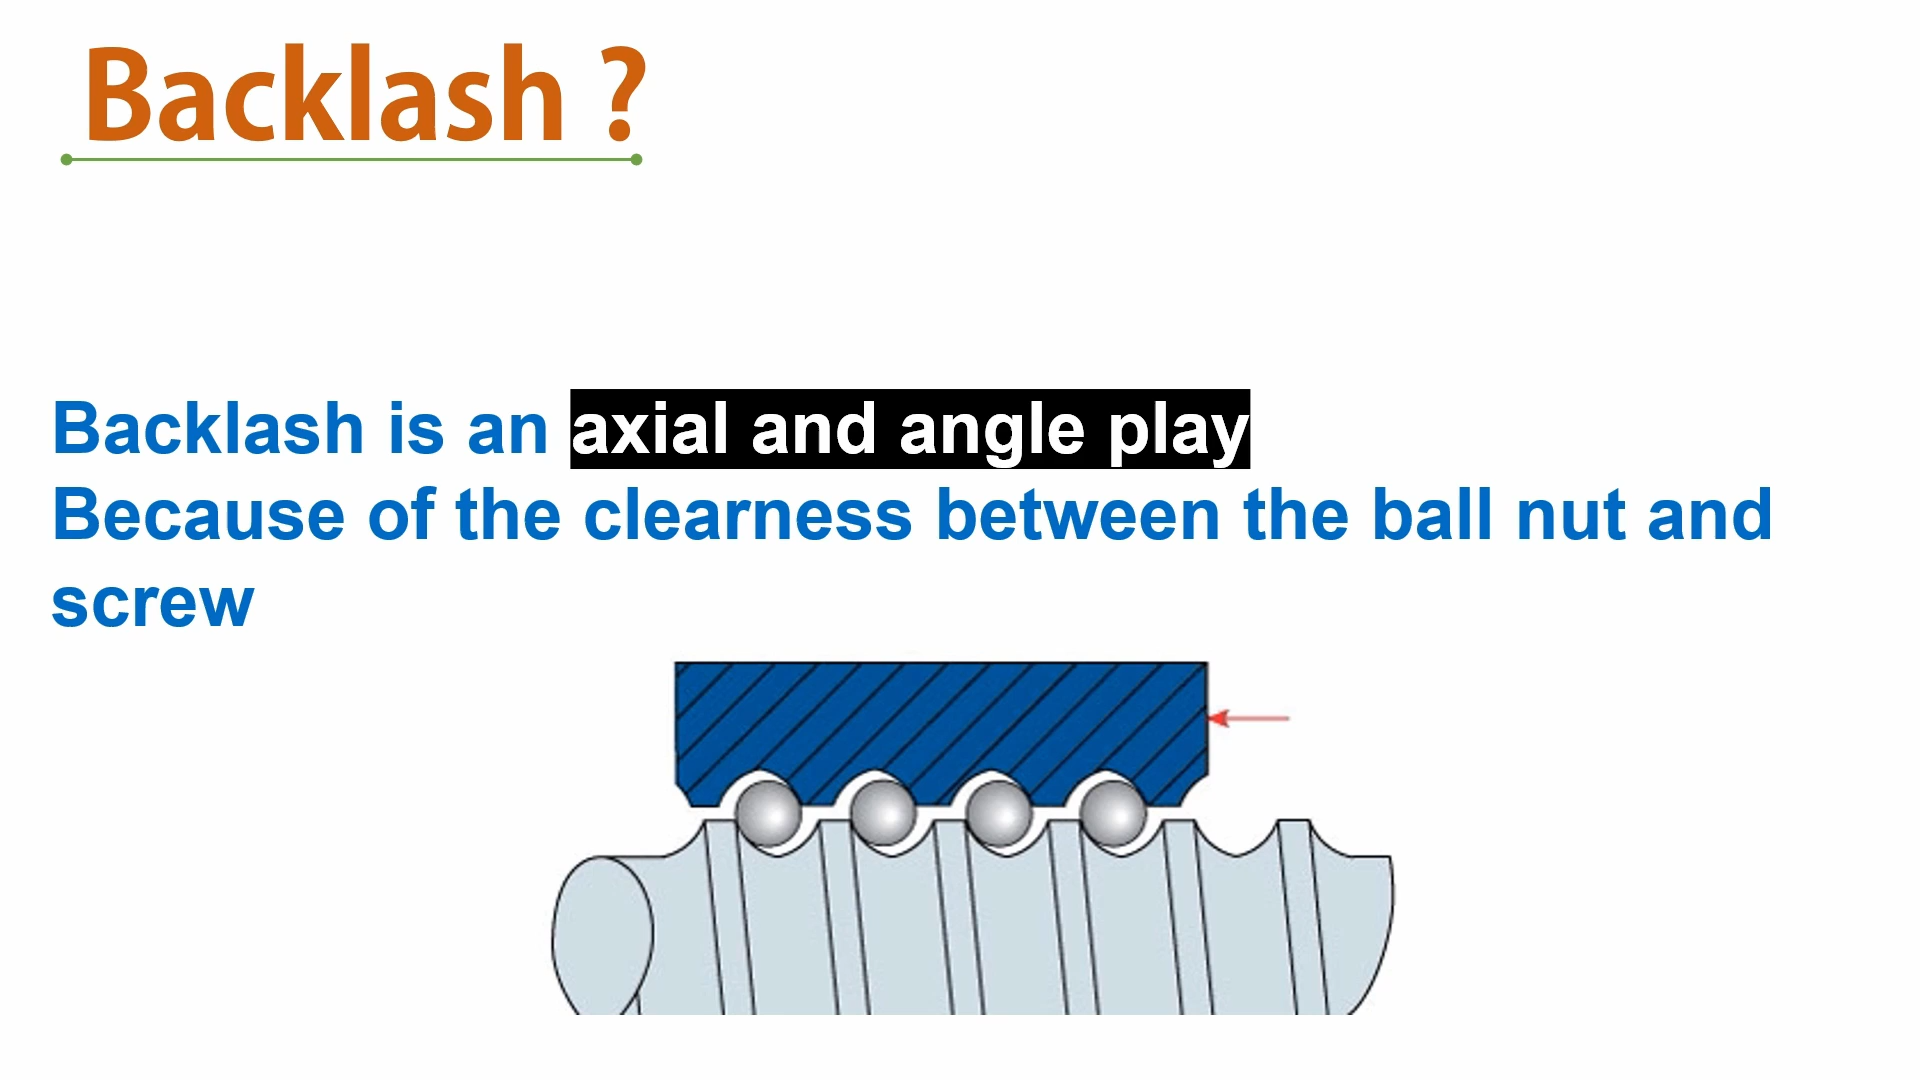 Backlash ?
Backlash is an axial and angle play
Because of the clearness between the ball nut and
screw